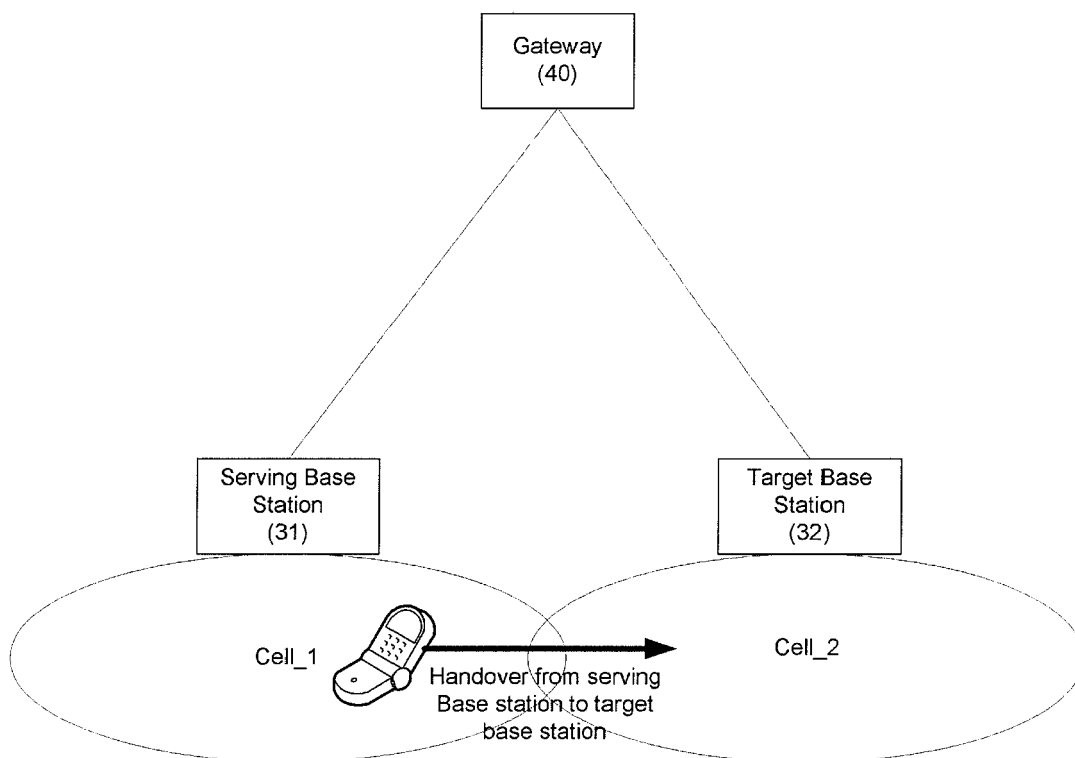 Gateway
(40)
Serving Base
Station
(31)
Target Base
Station
(32)
Cell_1
Cell_2
Handover from serving
Base station to target
base station